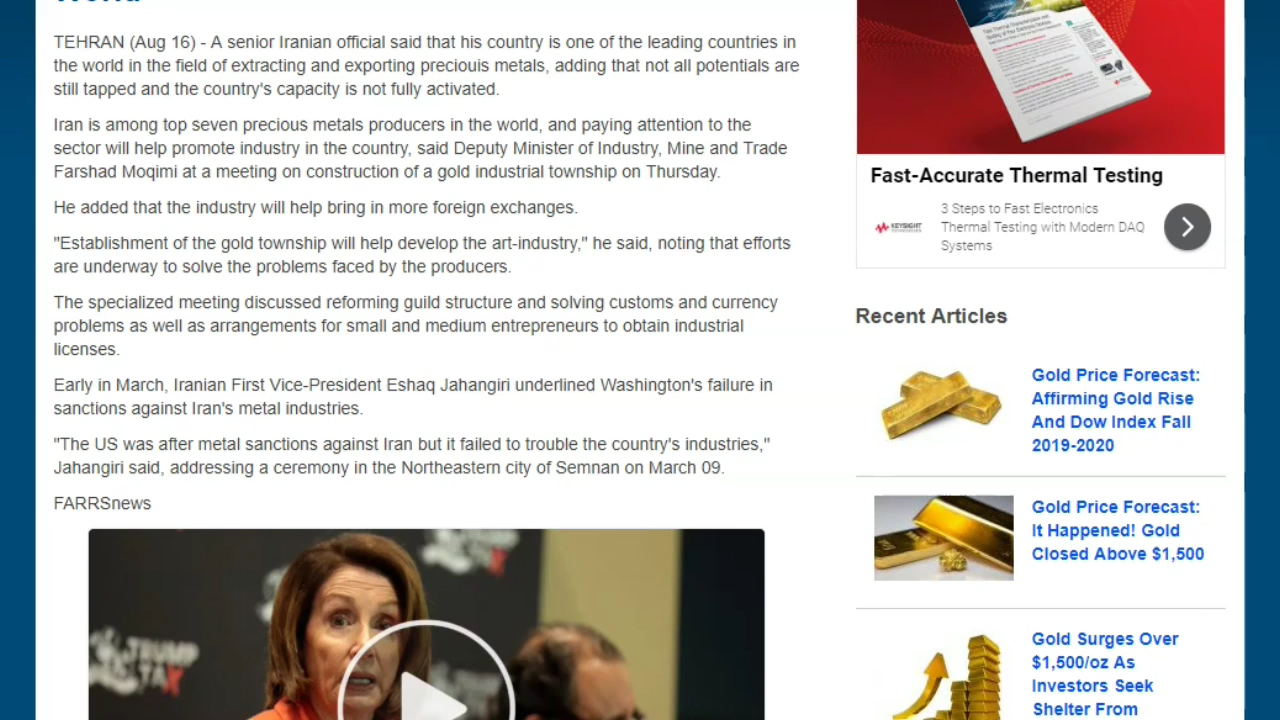 TEHRAN (Aug 16) - A senior Iranian official said that his country is one of the leading countries in
the world in the field of extracting and exporting precious metals, adding that not all potentials are
still tapped and the country's capacity is not fully activated.
Iran is among top seven precious metals producers in the world, and paying attention to the
sector will help promote industry in the country, said Deputy Minister of Industry, Mine and Trade
Farshad Moqimi at a meeting on construction of a gold industrial township on Thursday.
He added that the industry will help bring in more foreign exchanges.
"Establishment of the gold township will help develop the art-industry," he said, noting that efforts
are underway to solve the problems faced by the producers.
The specialized meeting discussed reforming guild structure and solving customs and currency
problems as well as arrangements for small and medium entrepreneurs to obtain industrial
licenses.
Early in March, Iranian First Vice-President Eshaq Jahangiri underlined Washington's failure in
sanctions against Iran's metal industries.
"The US was after metal sanctions against Iran but it failed to trouble the country's industries,"
Jahangiri said, addressing a ceremony in the Northeastern city of Semnan on March 09.
FARRSnews
TRUMP
TAX
Fast-Accurate Thermal Testing
KEYSIGHT
TECHNOLOGIES
3 Steps to Fast Electronics
Thermal Testing with Modern DAQ
Systems
Recent Articles
Gold Price Forecast:
Affirming Gold Rise
And Dow Index Fall
2019-2020
Gold Price Forecast:
It Happened! Gold
Closed Above $1,500
Gold Surges Over
$1,500/oz As
Investors Seek
Shelter From